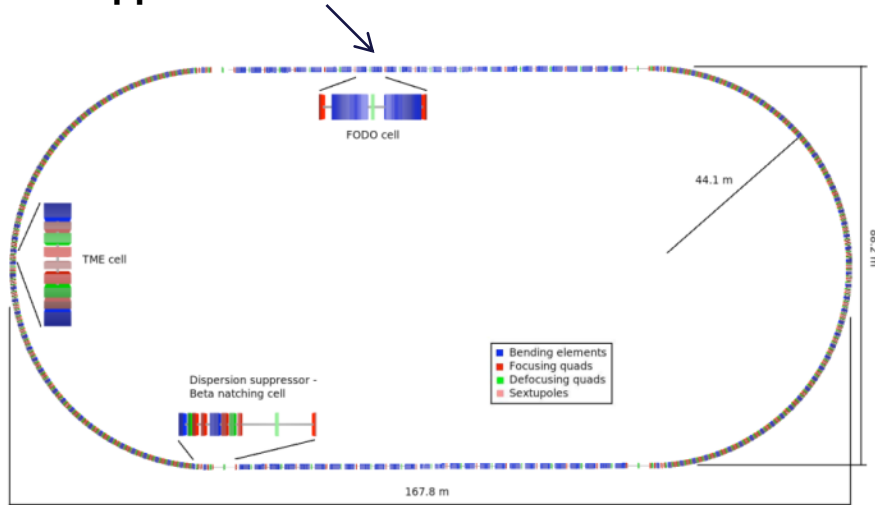 FODO cell
44.1 m
TME cell
Bending elements
Focusing quads
Defocusing quads
Sextupoles
Dispersion suppressor -
Beta natching cell
167.8 m